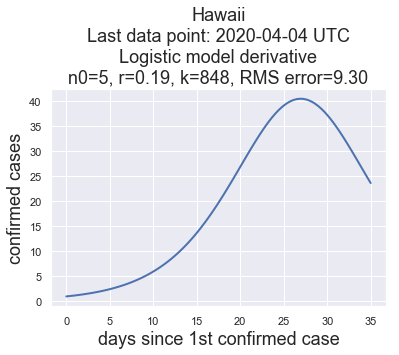 Hawaii
Last data point: 2020-04-04 UTC
Logistic model derivative
n0=5, r=0.19, k=848, RMS error=9.30
confirmed cases
40
35
30
25
20
15
10
5
0
0 5 10 15 20 25 30 35
days since 1st confirmed case